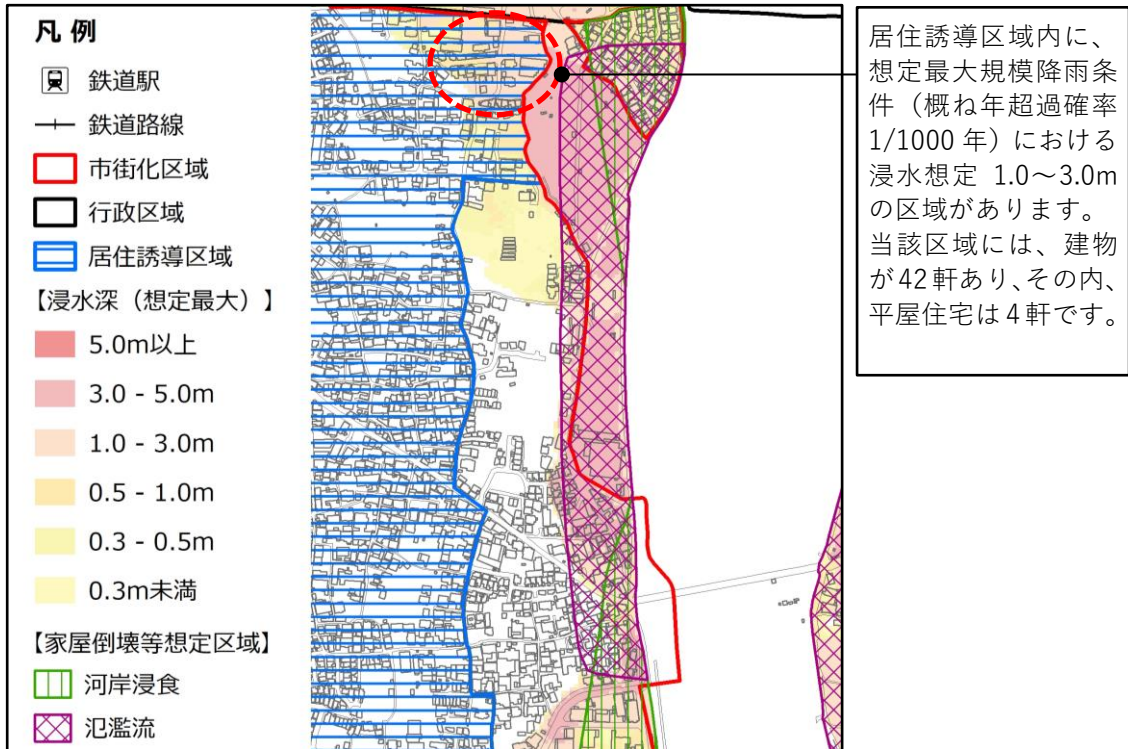 凡 例
鉄道駅
鉄道路線
市街化区域
行政区域
居住誘導区域
【浸水深（想定最大）】
5.0m以上
3.0 - 5.0m
1.0 - 3.0m
0.5 - 1.0m
0.3 - 0.5m
0.3m未満
【家屋倒壊等想定区域】
河岸浸食
氾濫流
居住誘導区域内に、
想定最大規模降雨条
件（概ね年超過確率
1/1000 年）における
浸水想定 1.0～3.0m
の区域があります。
当該区域には、建物
が42軒あり、その内、
平屋住宅は4軒です。